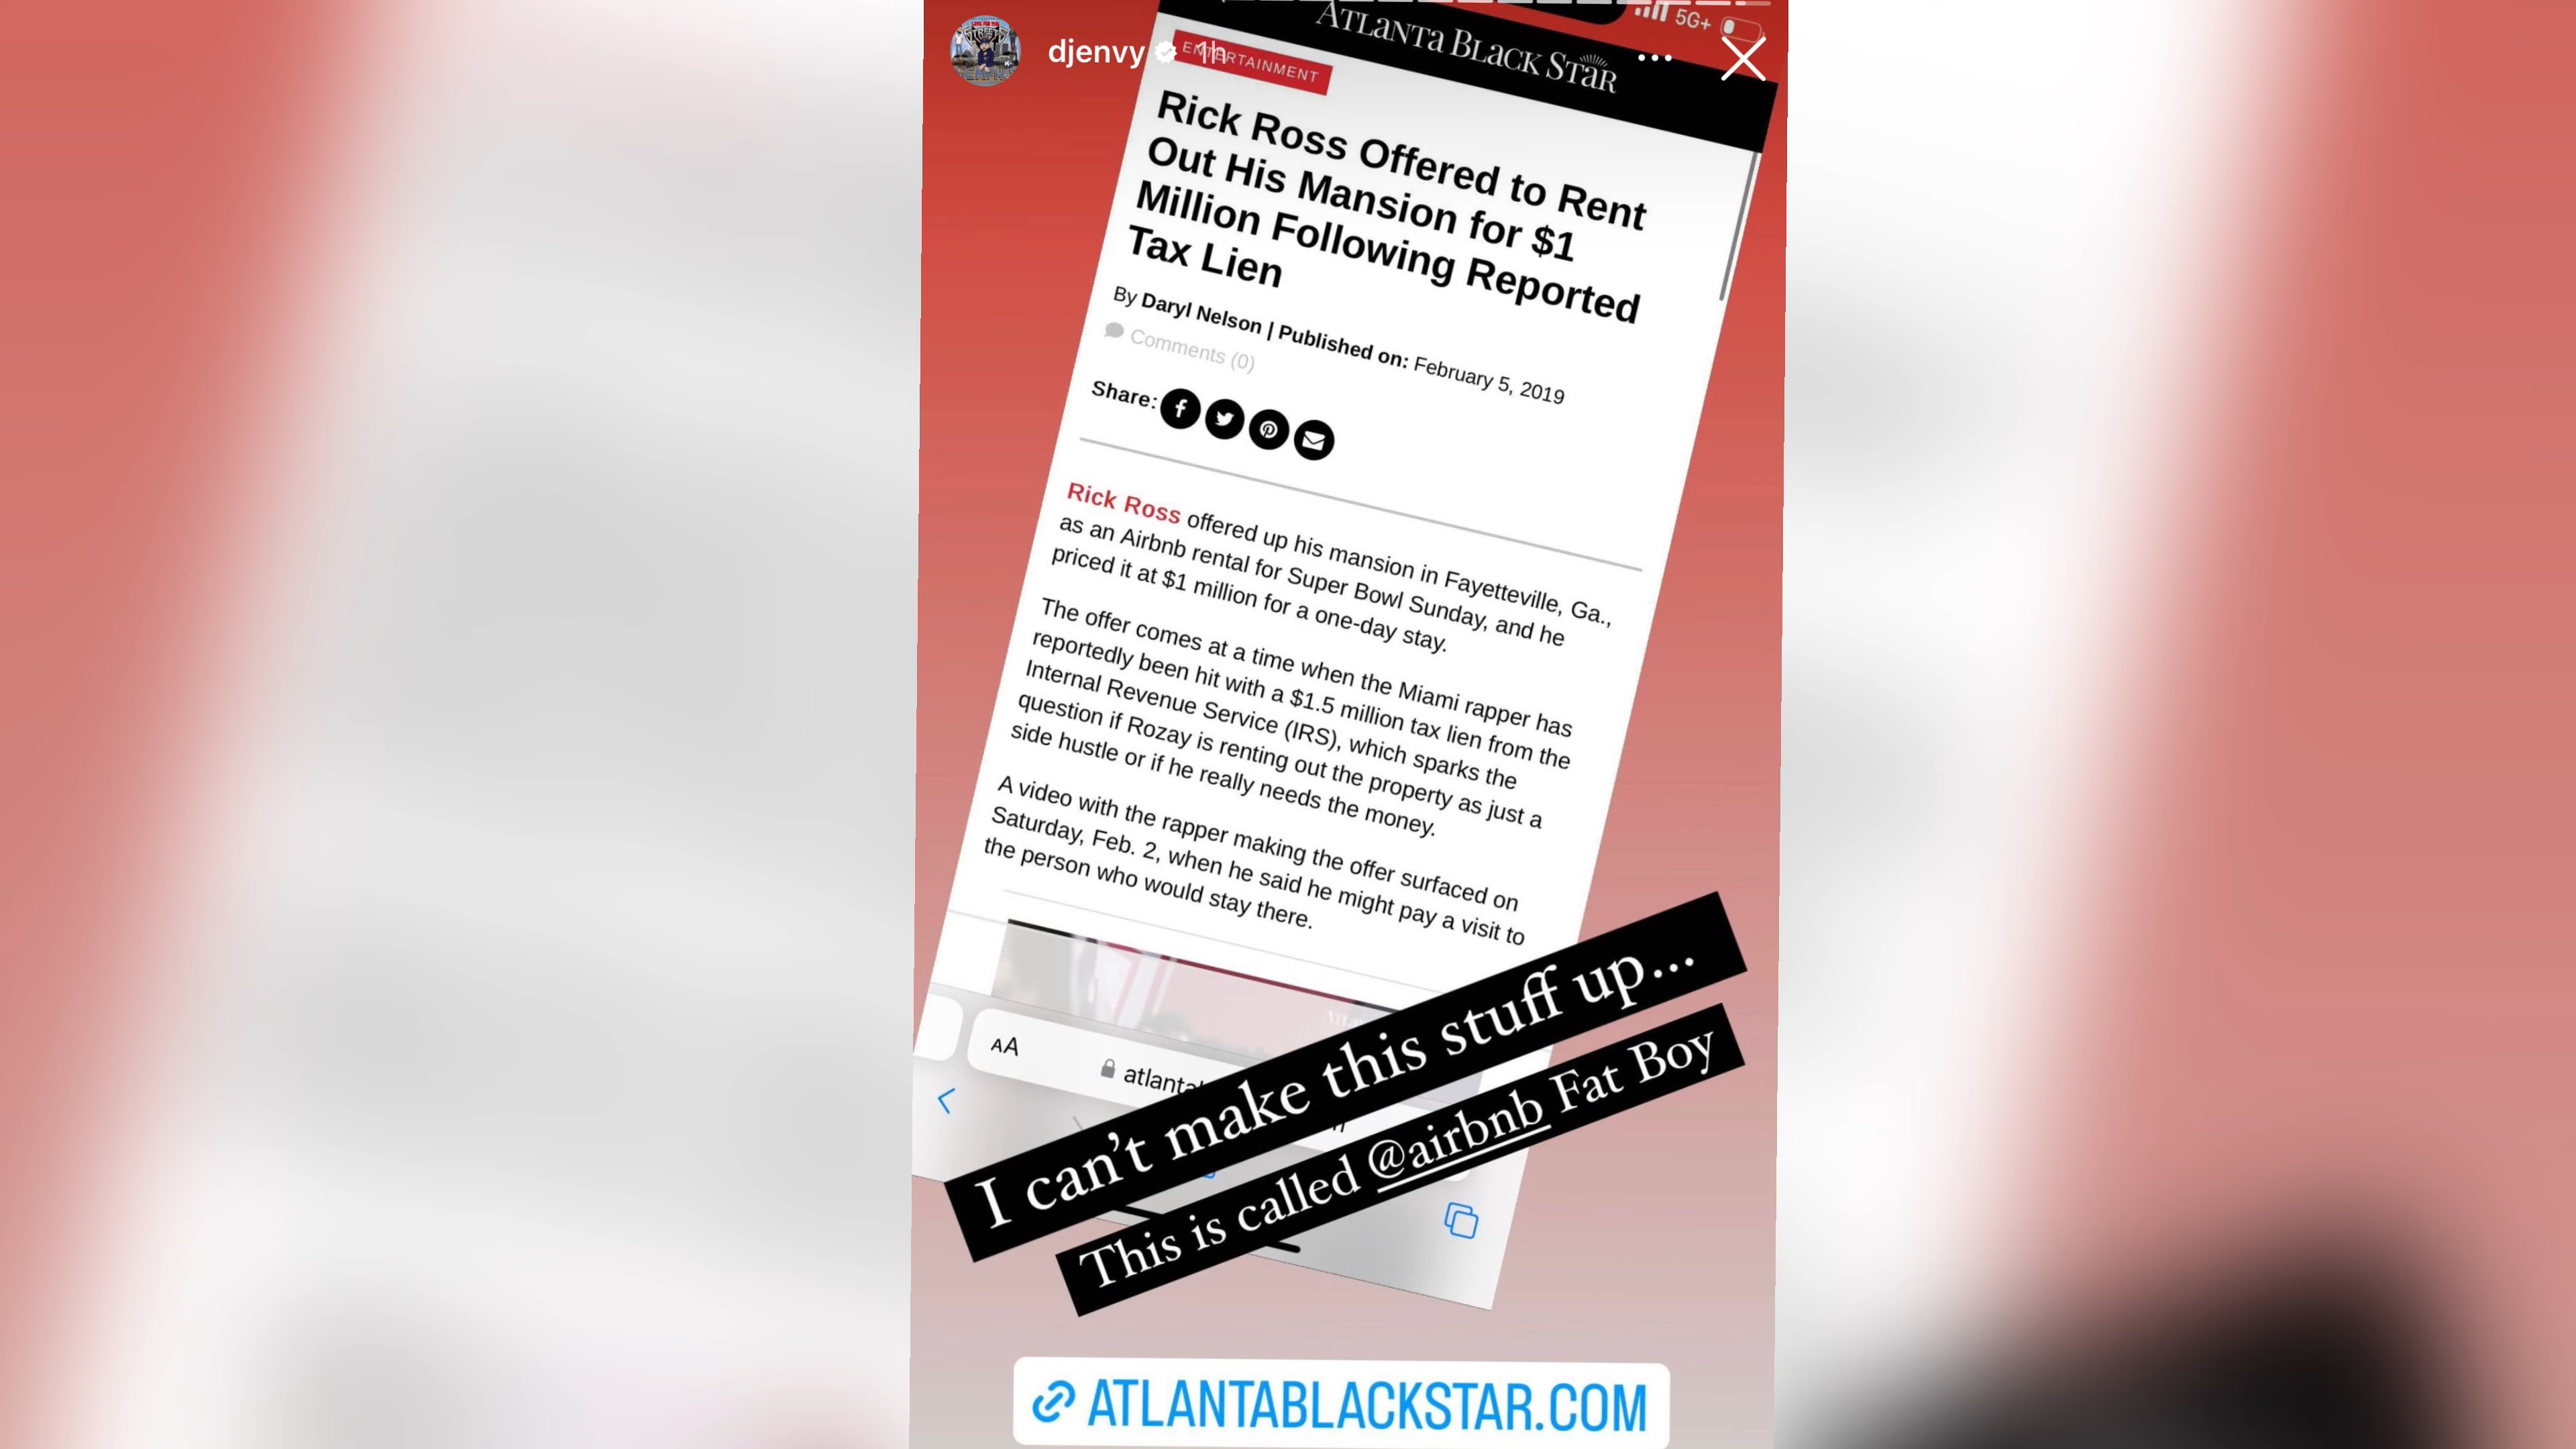 5G+
ATLANTA BLACK STAR
djenvy 1h
ENTERTAINMENT
Rick Ross Offered to Rent
Out His Mansion for $1
Million Following Reported
Tax Lien
By Daryl Nelson | Published on: February 5, 2019
Comments (0)
Share:
Rick Ross offered up his mansion in Fayetteville, Ga.,
as an Airbnb rental for Super Bowl Sunday, and he
priced it at $1 million for a one-day stay.
The offer comes at a time when the Miami rapper has
reportedly been hit with a $1.5 million tax lien from the
Internal Revenue Service (IRS), which sparks the
question if Rozay is renting out the property as just a
side hustle or if he really needs the money.
A video with the rapper making the offer surfaced on
Saturday, Feb. 2, when he said he might pay a visit to
the person who would stay there.
AA
I can’t make this stuff up...
This is called @airbnb Fat Boy
ATLANTABLACKSTAR.COM